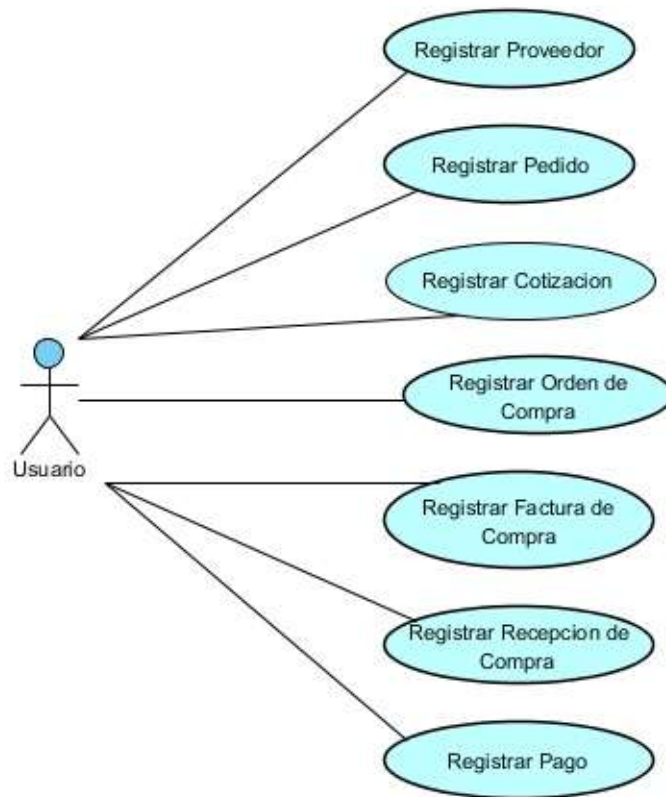 Registrar Proveedor
Registrar Pedido
Registrar Cotizacion
Registrar Orden de
Compra
Usuario
Registrar Factura de
Compra
Registrar Recepcion de
Compra
Registrar Pago